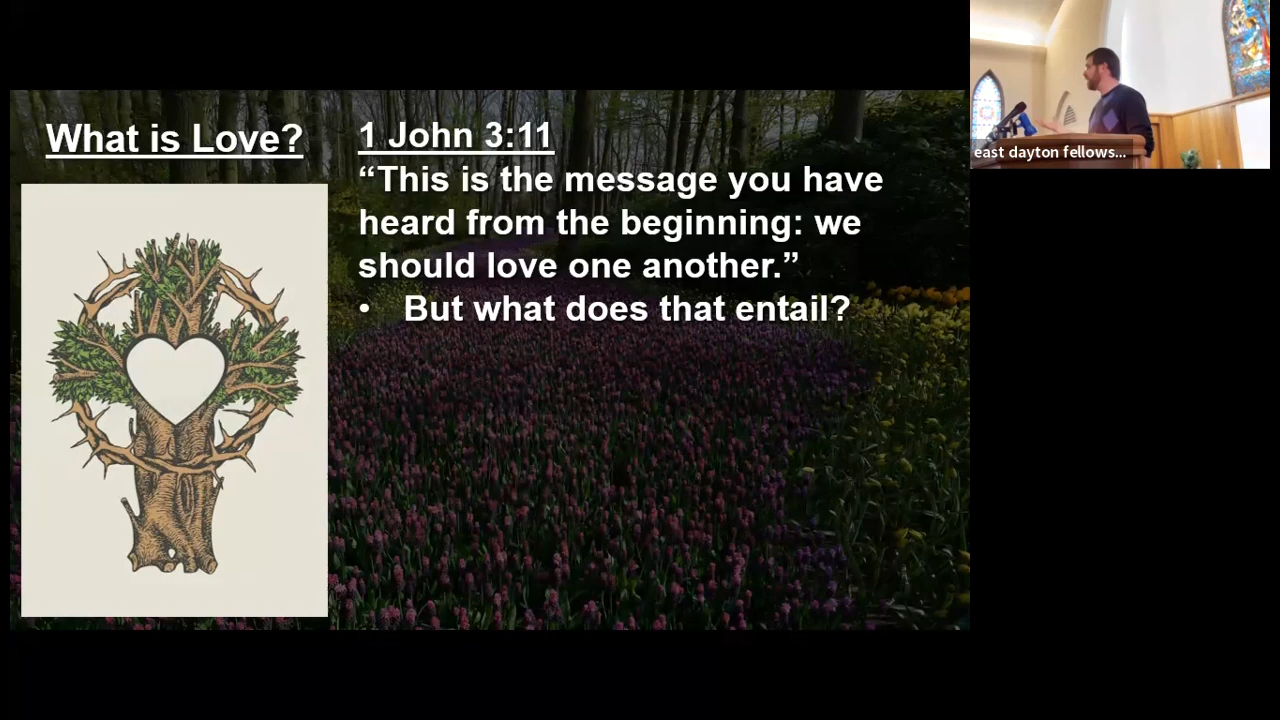 What is Love?
1 John 3:11
“This is the message you have
heard from the beginning: we
should love one another.”
• But what does that entail?
east dayton fellows...